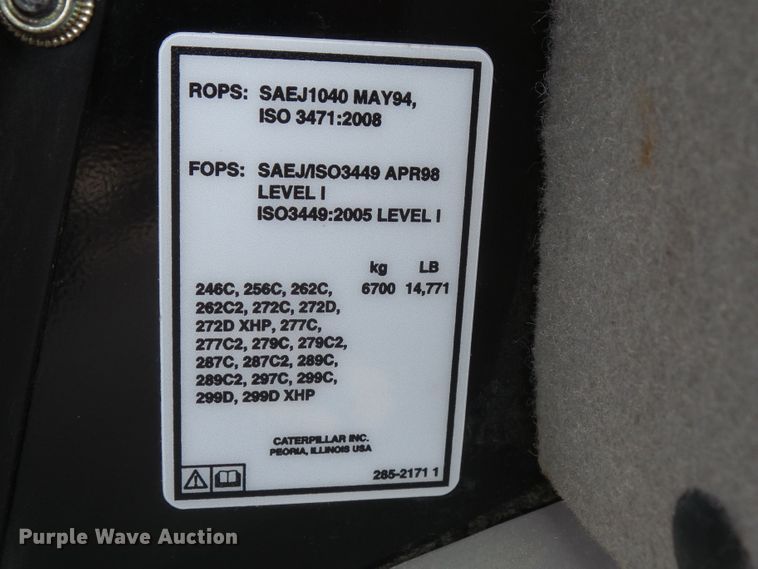 ROPS: SAEJ1040 MAY94,
ISO 3471:2008
FOPS: SAEJ/ISO3449 APR98
LEVEL I
ISO3449:2005 LEVEL I
kg LB
246C, 256C, 262C, 6700 14,771
262C2, 272C, 272D,
272D XHP, 277C,
277C2, 279C, 279C2,
287C, 287C2, 289C,
289C2, 297C, 299C,
299D, 299D XHP
CATERPILLAR INC.
PEORIA, ILLINOIS USA
285-2171 1
Purple Wave Auction